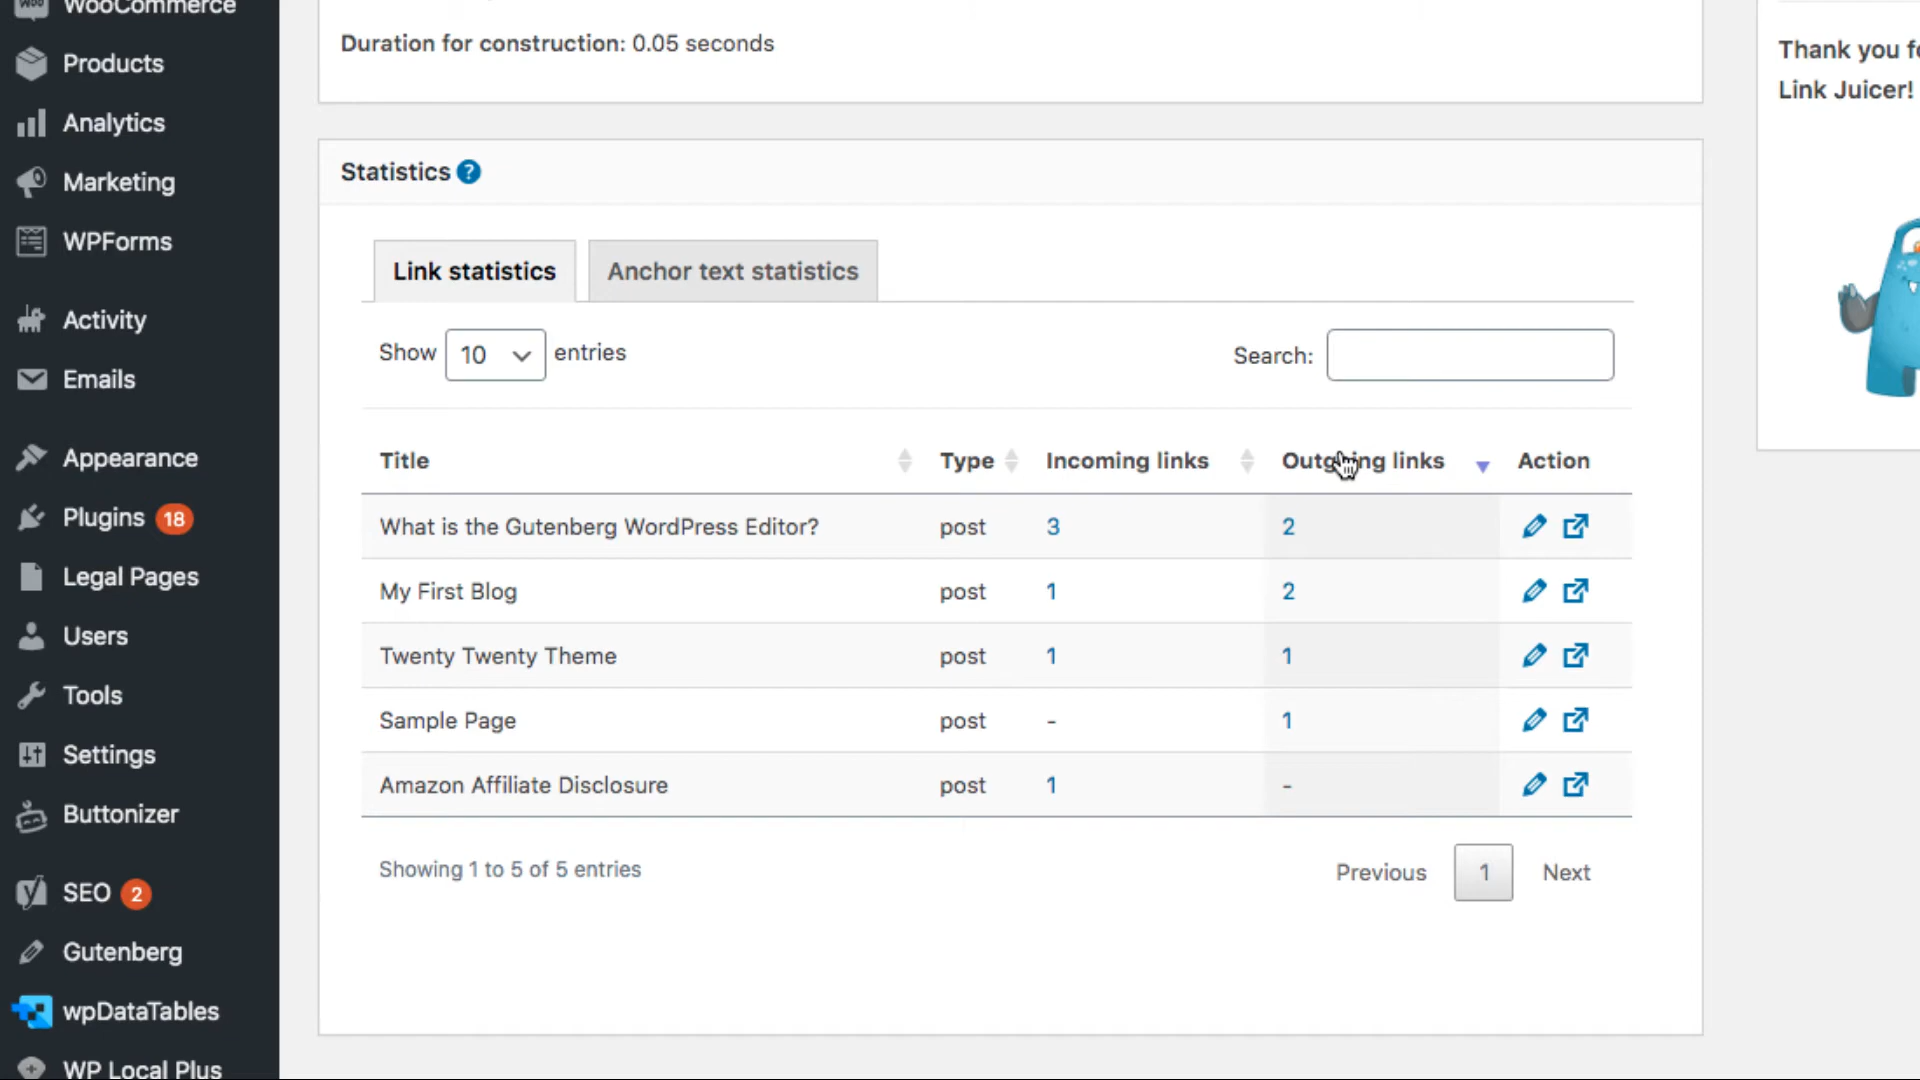 WooCommerce
Products
Analytics
Marketing
WPForms
Activity
Emails
Appearance
Plugins 18
Legal Pages
Users
Tools
Settings
Buttonizer
SEO 2
Gutenberg
wpDataTables
WP Local Plus
Duration for construction: 0.05 seconds
Statistics ?
Link statistics Anchor text statistics
Show 10 entries Search:
Title Type Incoming links Outgoing links Action
What is the Gutenberg WordPress Editor? post 3 2
My First Blog post 1 2
Twenty Twenty Theme post 1 1
Sample Page post - 1
Amazon Affiliate Disclosure post 1 -
Showing 1 to 5 of 5 entries Previous 1 Next
Thank you
Link Juicer!